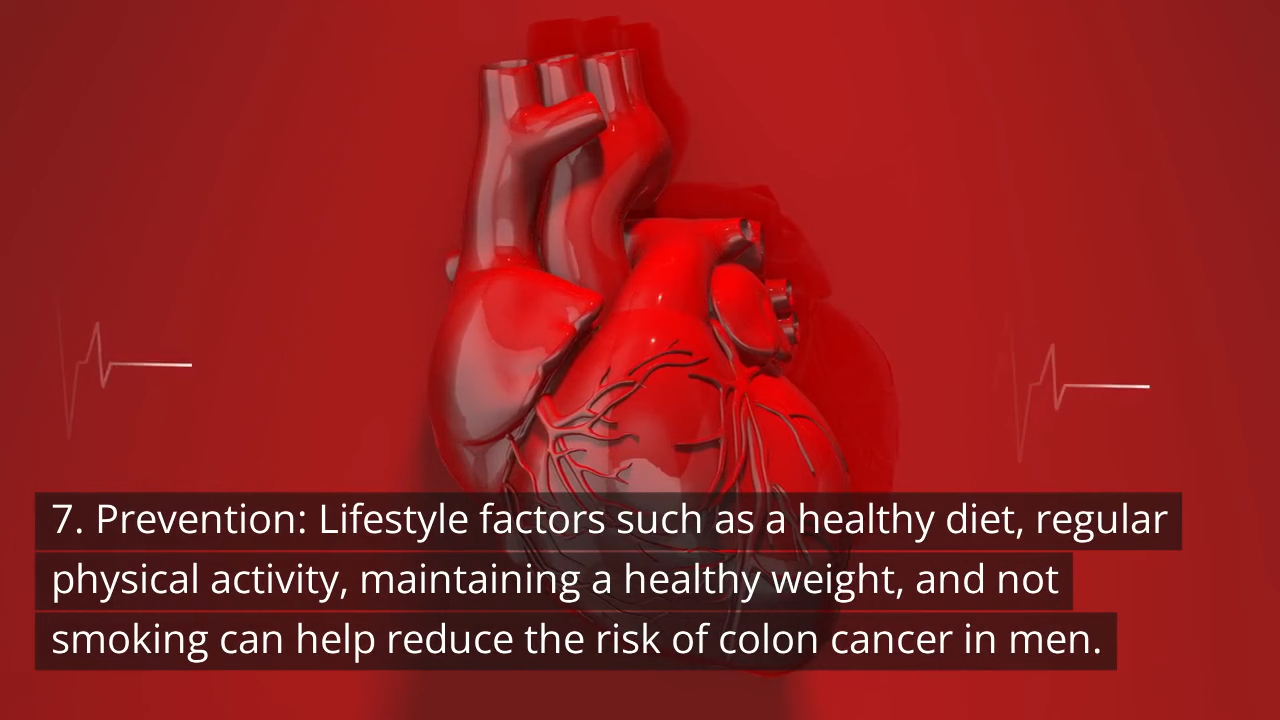 7. Prevention: Lifestyle factors such as a healthy diet, regular
physical activity, maintaining a healthy weight, and not
smoking can help reduce the risk of colon cancer in men.